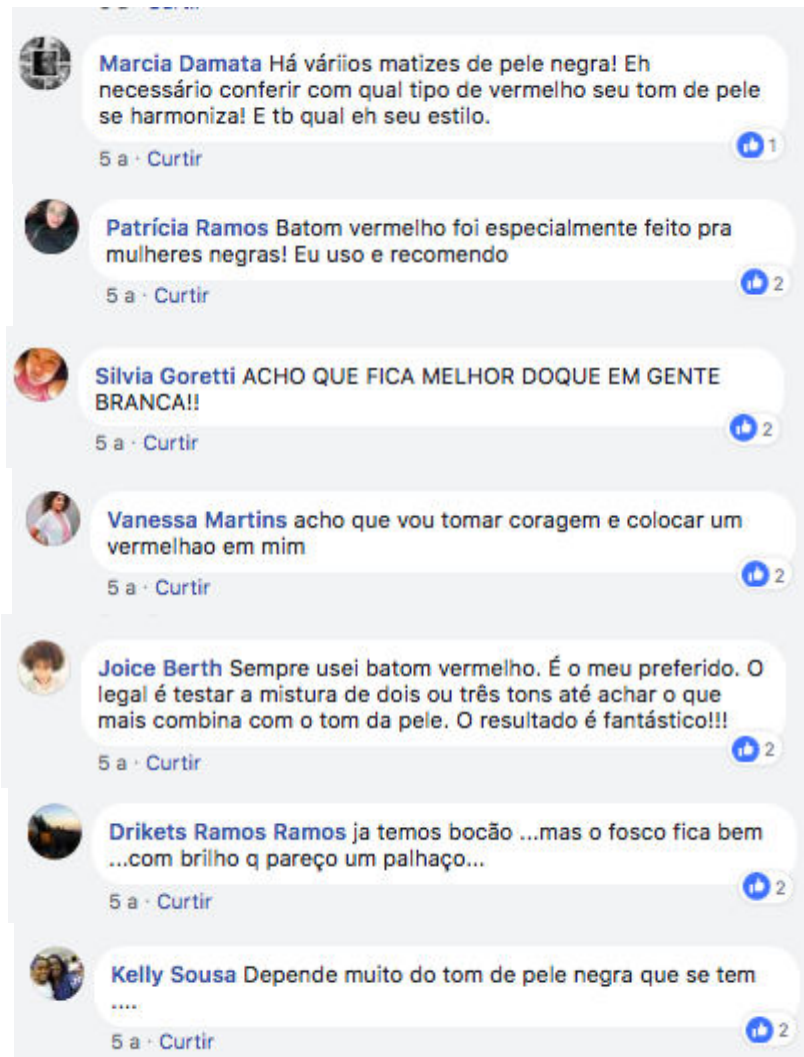 Marcia Damata Há váriios matizes de pele negra! Eh
necessário conferir com qual tipo de vermelho seu tom de pele
se harmoniza! E tb qual eh seu estilo.
1
5 a · Curtir
Patrícia Ramos Batom vermelho foi especialmente feito pra
mulheres negras! Eu uso e recomendo
2
5 a · Curtir
Silvia Goretti ACHO QUE FICA MELHOR DOQUE EM GENTE
BRANCA!!
2
5 a · Curtir
Vanessa Martins acho que vou tomar coragem e colocar um
vermelhao em mim
2
5 a · Curtir
Joice Berth Sempre usei batom vermelho. É o meu preferido. O
legal é testar a mistura de dois ou três tons até achar o que
mais combina com o tom da pele. O resultado é fantástico!!!
2
5 a · Curtir
Drikets Ramos Ramos ja temos bocão ...mas o fosco fica bem
...com brilho q pareço um palhaço...
2
5 a · Curtir
Kelly Sousa Depende muito do tom de pele negra que se tem
....
2
5 a · Curtir